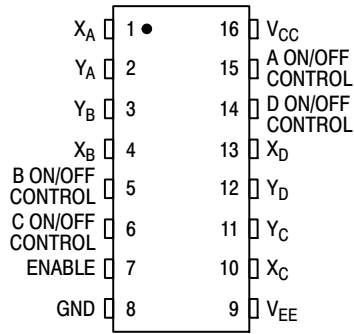 X_A 1 16 V_CC
Y_A 2 15 A ON/OFF CONTROL
Y_B 3 14 D ON/OFF CONTROL
X_B 4 13 X_D
B ON/OFF CONTROL 5 12 Y_D
C ON/OFF CONTROL 6 11 Y_C
ENABLE 7 10 X_C
GND 8 9 V_EE